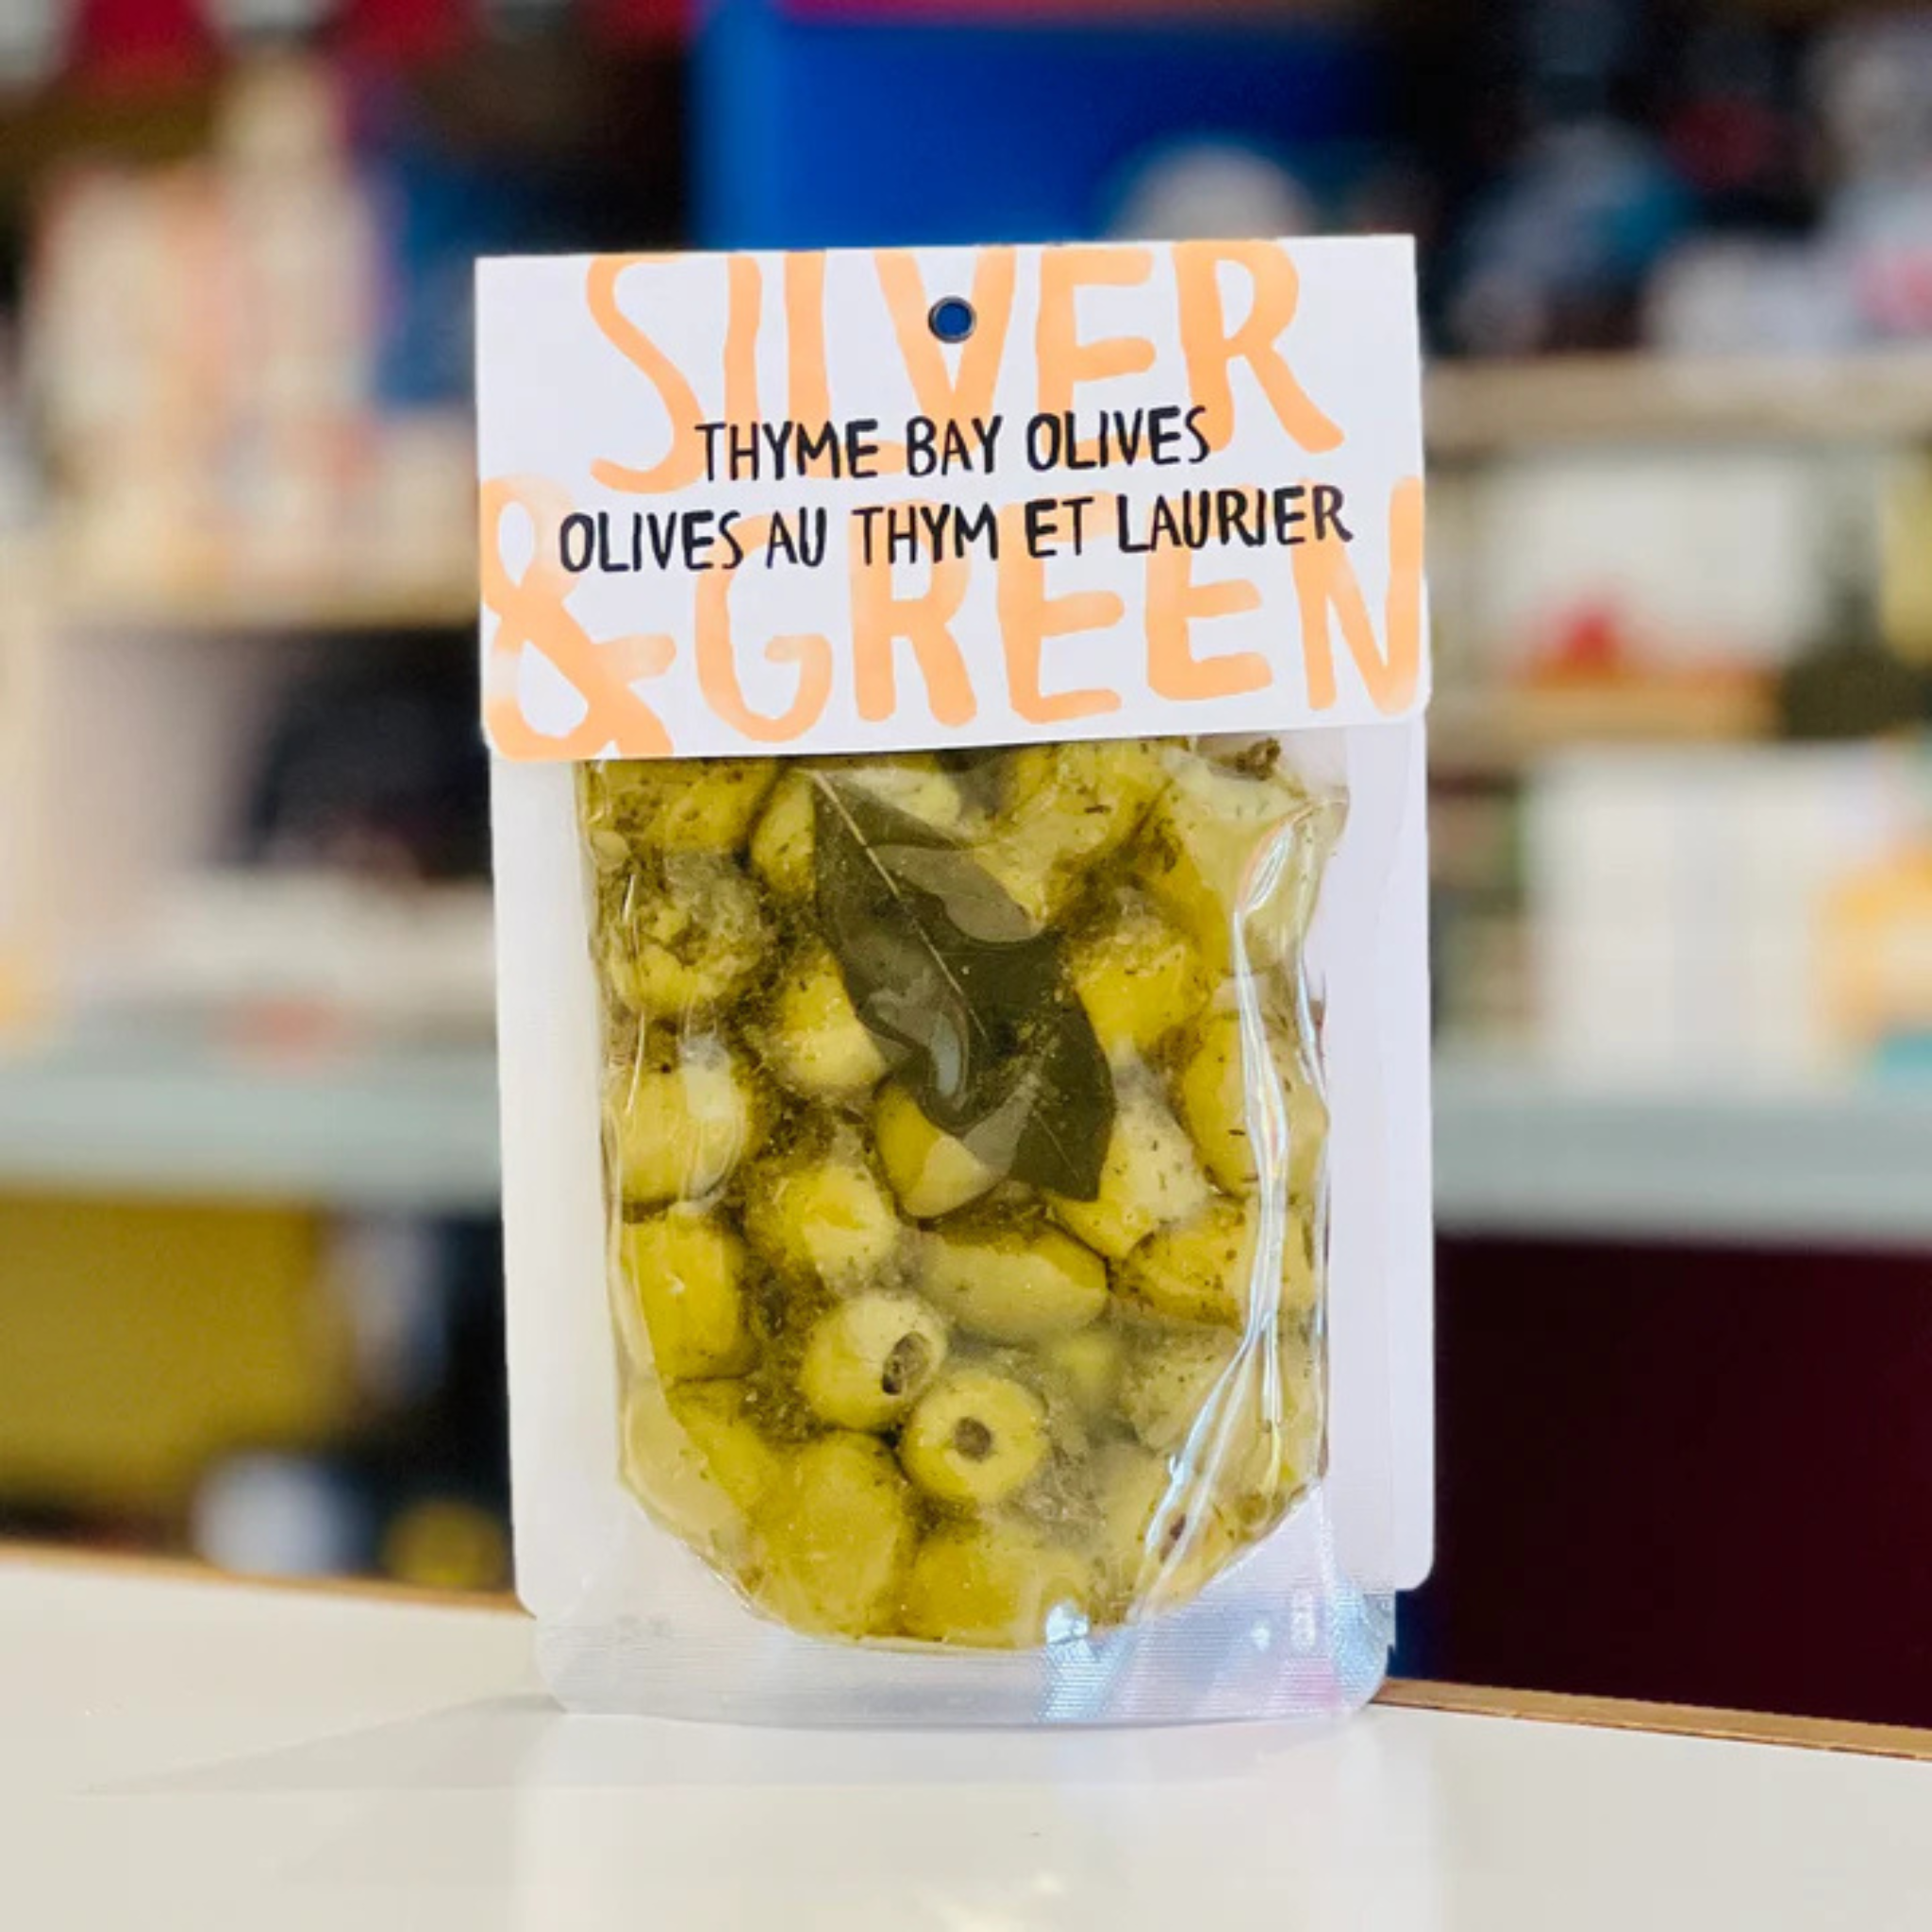 SILVER
THYME BAY OLIVES
OLIVES AU THYM ET LAURIER
& GREEN